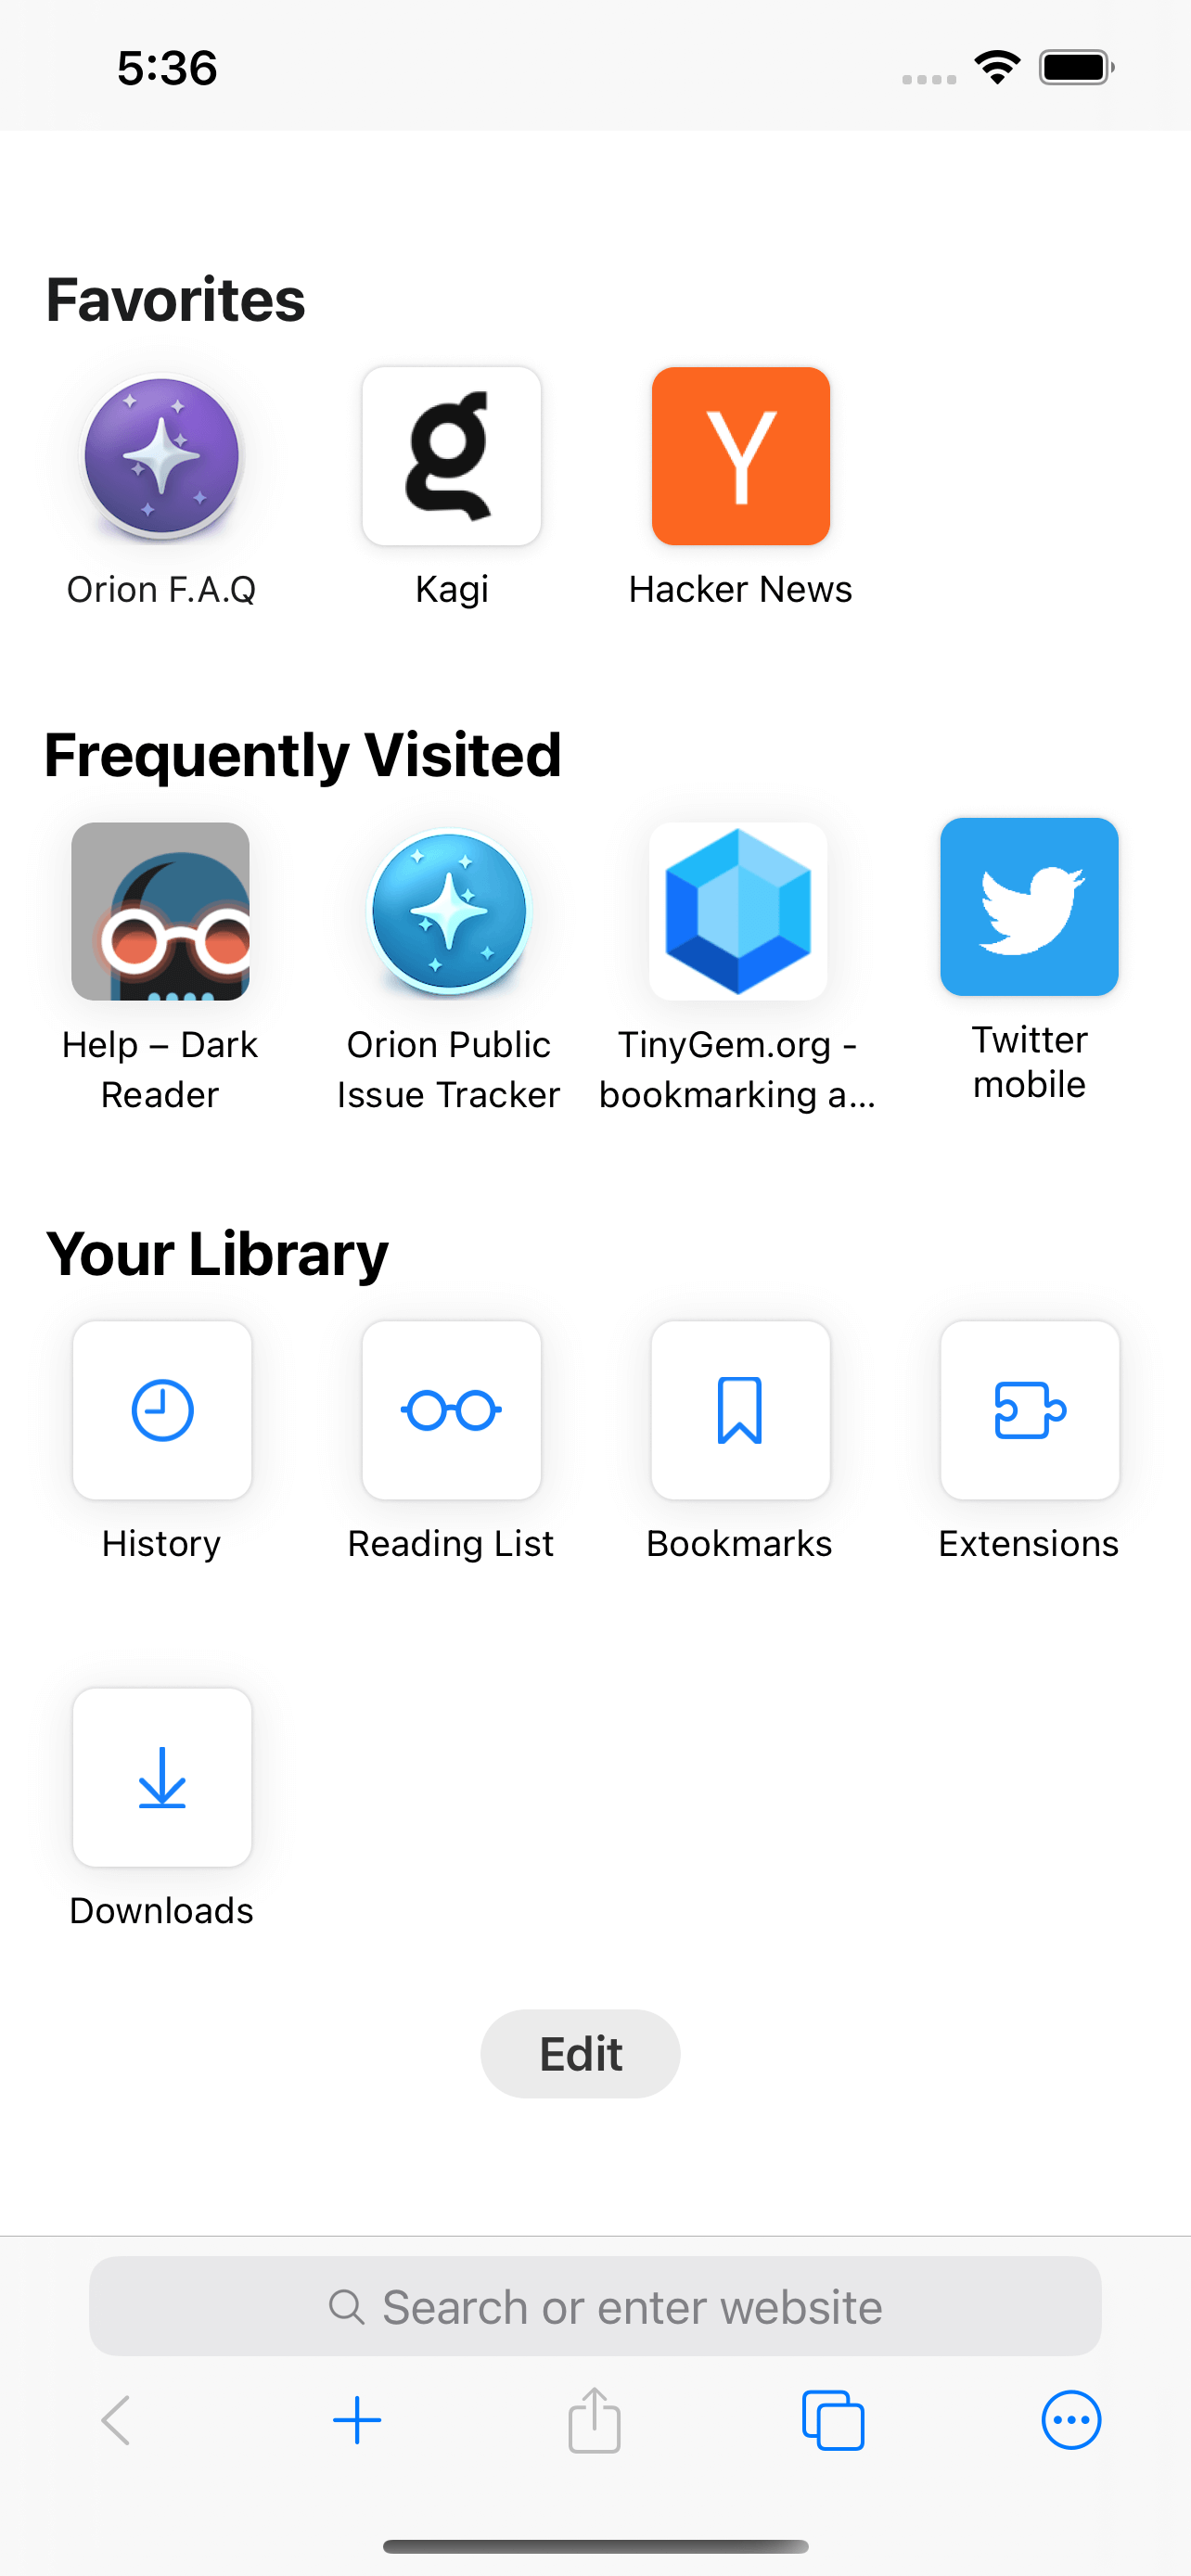 5:36
Favorites
Orion F.A.Q
Kagi
Hacker News
Frequently Visited
Help – Dark
Reader
Orion Public
Issue Tracker
TinyGem.org -
bookmarking a...
Twitter
mobile
Your Library
History
Reading List
Bookmarks
Extensions
Downloads
Edit
Search or enter website